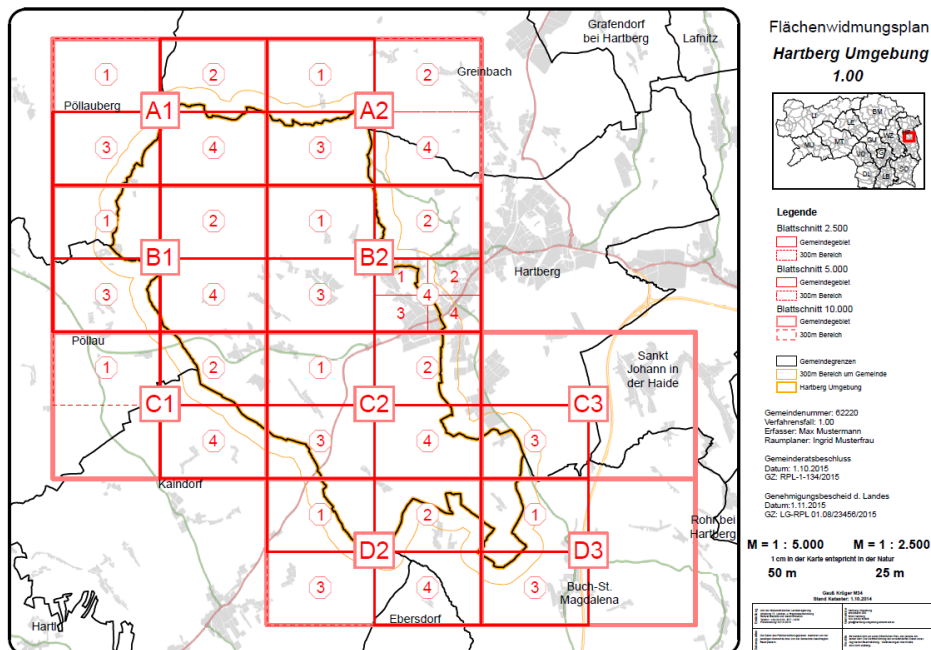 Grafendorf
bei Hartberg
Lafnitz
Greinbach
Pöllauberg
1
2
1
2
A1
A2
3
4
3
4
1
2
1
2
B1
B2
Hartberg
1
2
3
4
3
4
3
4
Pöllau
Sankt
Johann in
der Haide
1
2
1
2
C1
C2
C3
4
3
4
3
Kaindorf
1
2
1
Rohr bei
Hartberg
D2
D3
3
4
3
Buch-St.
Magdalena
Ebersdorf
Hartl
Flächenwidmungsplan
Hartberg Umgebung
1.00
Legende
Blattschnitt 2.500
Gemeindegebiet
300m Bereich
Blattschnitt 5.000
Gemeindegebiet
300m Bereich
Blattschnitt 10.000
Gemeindegebiet
300m Bereich
Gemeindegrenzen
300m Bereich um Gemeinde
Hartberg Umgebung
Gemeindenummer: 62220
Verfahrensfall: 1.00
Erfasser: Max Mustermann
Raumplaner: Ingrid Musterfrau
Gemeinderatsbeschluss
Datum: 1.10.2015
GZ: RPL-1-134/2015
Genehmigungsbescheid d. Landes
Datum:1.11.2015
GZ: LG-RPL 01.08/23456/2015
M = 1 : 5.000 M = 1 : 2.500
1 cm in der Karte entspricht in der Natur
50 m 25 m
Gauß Krüger M34
Stand Kataster: 1.10.2014